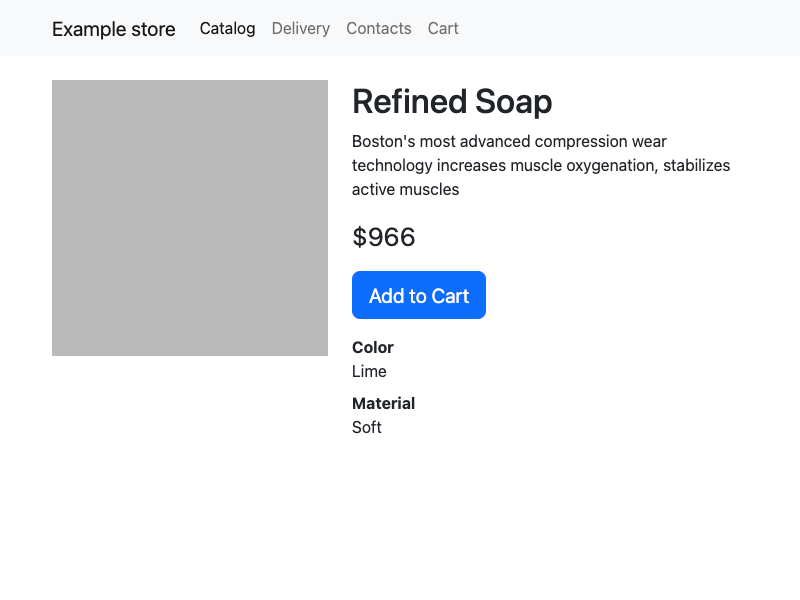 Example store
Catalog
Delivery
Contacts
Cart
Refined Soap
Boston's most advanced compression wear
technology increases muscle oxygenation, stabilizes
active muscles
$966
Add to Cart
Color
Lime
Material
Soft